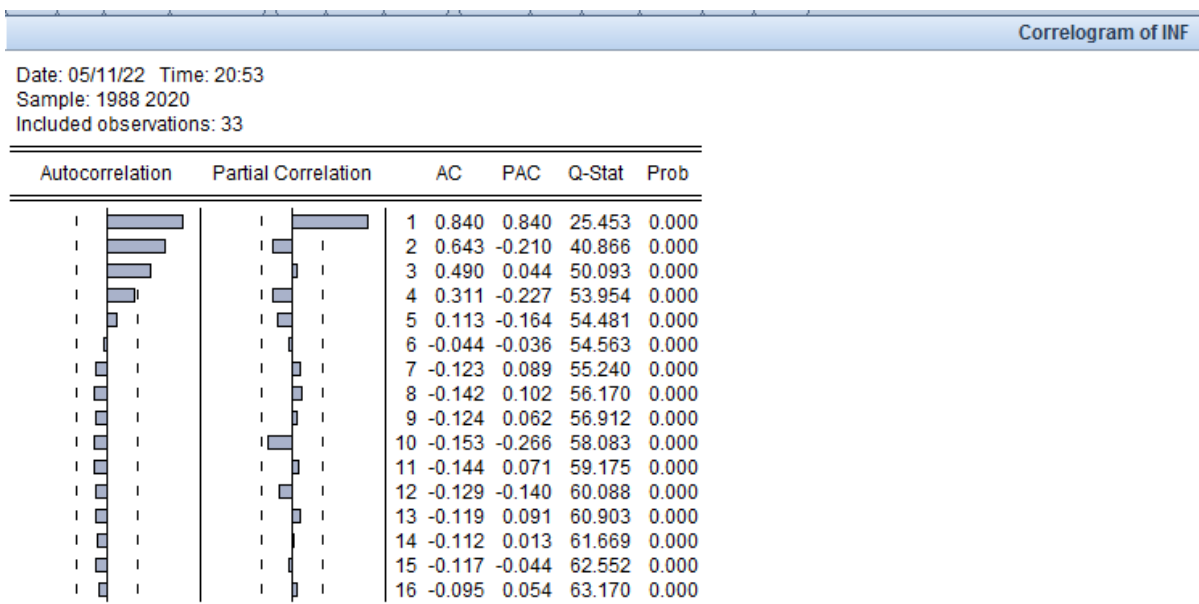 Correlogram of INF
Date: 05/11/22 Time: 20:53
Sample: 1988 2020
Included observations: 33
Autocorrelation Partial Correlation AC PAC Q-Stat Prob
1 0.840 0.840 25.453 0.000
2 0.643 -0.210 40.866 0.000
3 0.490 0.044 50.093 0.000
4 0.311 -0.227 53.954 0.000
5 0.113 -0.164 54.481 0.000
6 -0.044 -0.036 54.563 0.000
7 -0.123 0.089 55.240 0.000
8 -0.142 0.102 56.170 0.000
9 -0.124 0.062 56.912 0.000
10 -0.153 -0.266 58.083 0.000
11 -0.144 0.071 59.175 0.000
12 -0.129 -0.140 60.088 0.000
13 -0.119 0.091 60.903 0.000
14 -0.112 0.013 61.669 0.000
15 -0.117 -0.044 62.552 0.000
16 -0.095 0.054 63.170 0.000